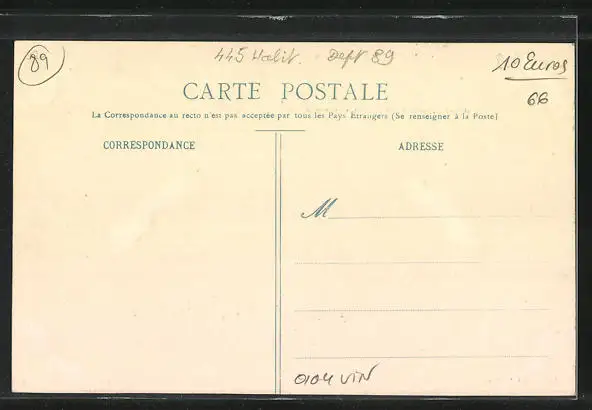 89
445 Habit. Dept 89
10 Euros
66
CARTE POSTALE
La Correspondance au recto n'est pas acceptée par tous les Pays Étrangers (Se renseigner à la Poste)
CORRESPONDANCE
ADRESSE
M
0104 VIN